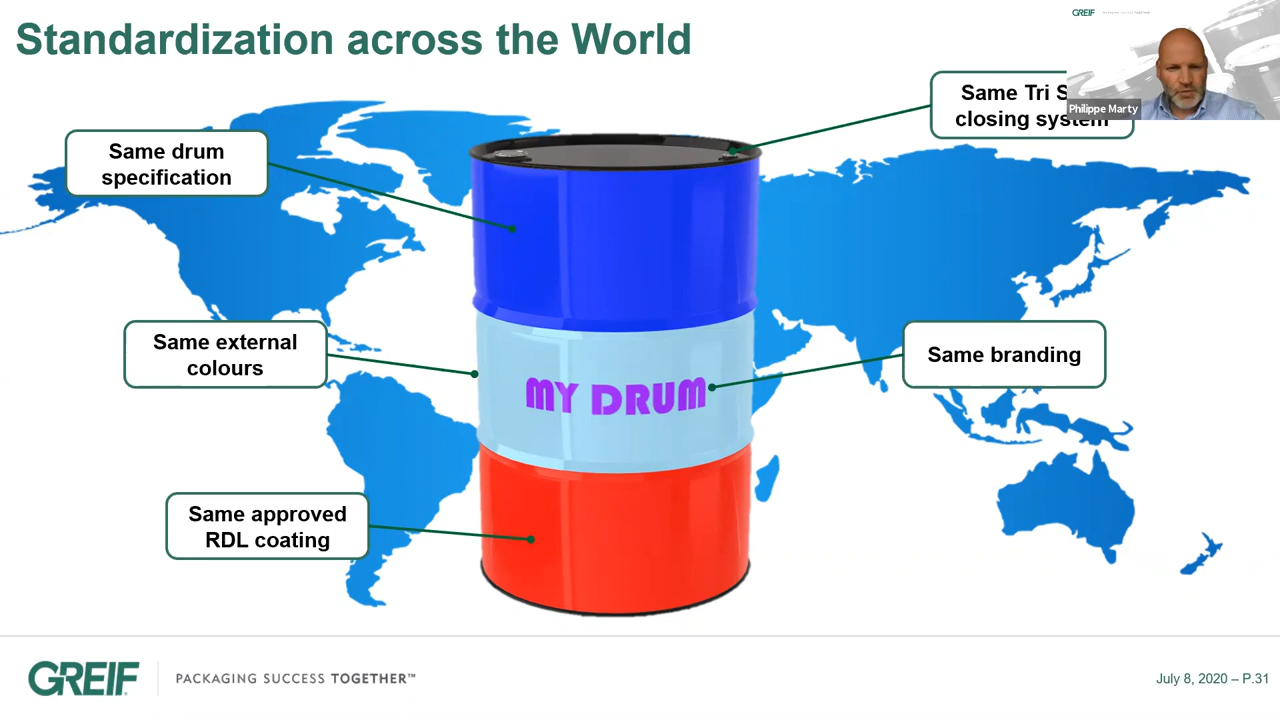 Standardization across the World
GREIF
Philippe Marty
Same Tri
closing system
Same drum
specification
Same external
colours
Same branding
MY DRUM
Same approved
RDL coating
GREIF
PACKAGING SUCCESS TOGETHER™
July 8, 2020 – P.31